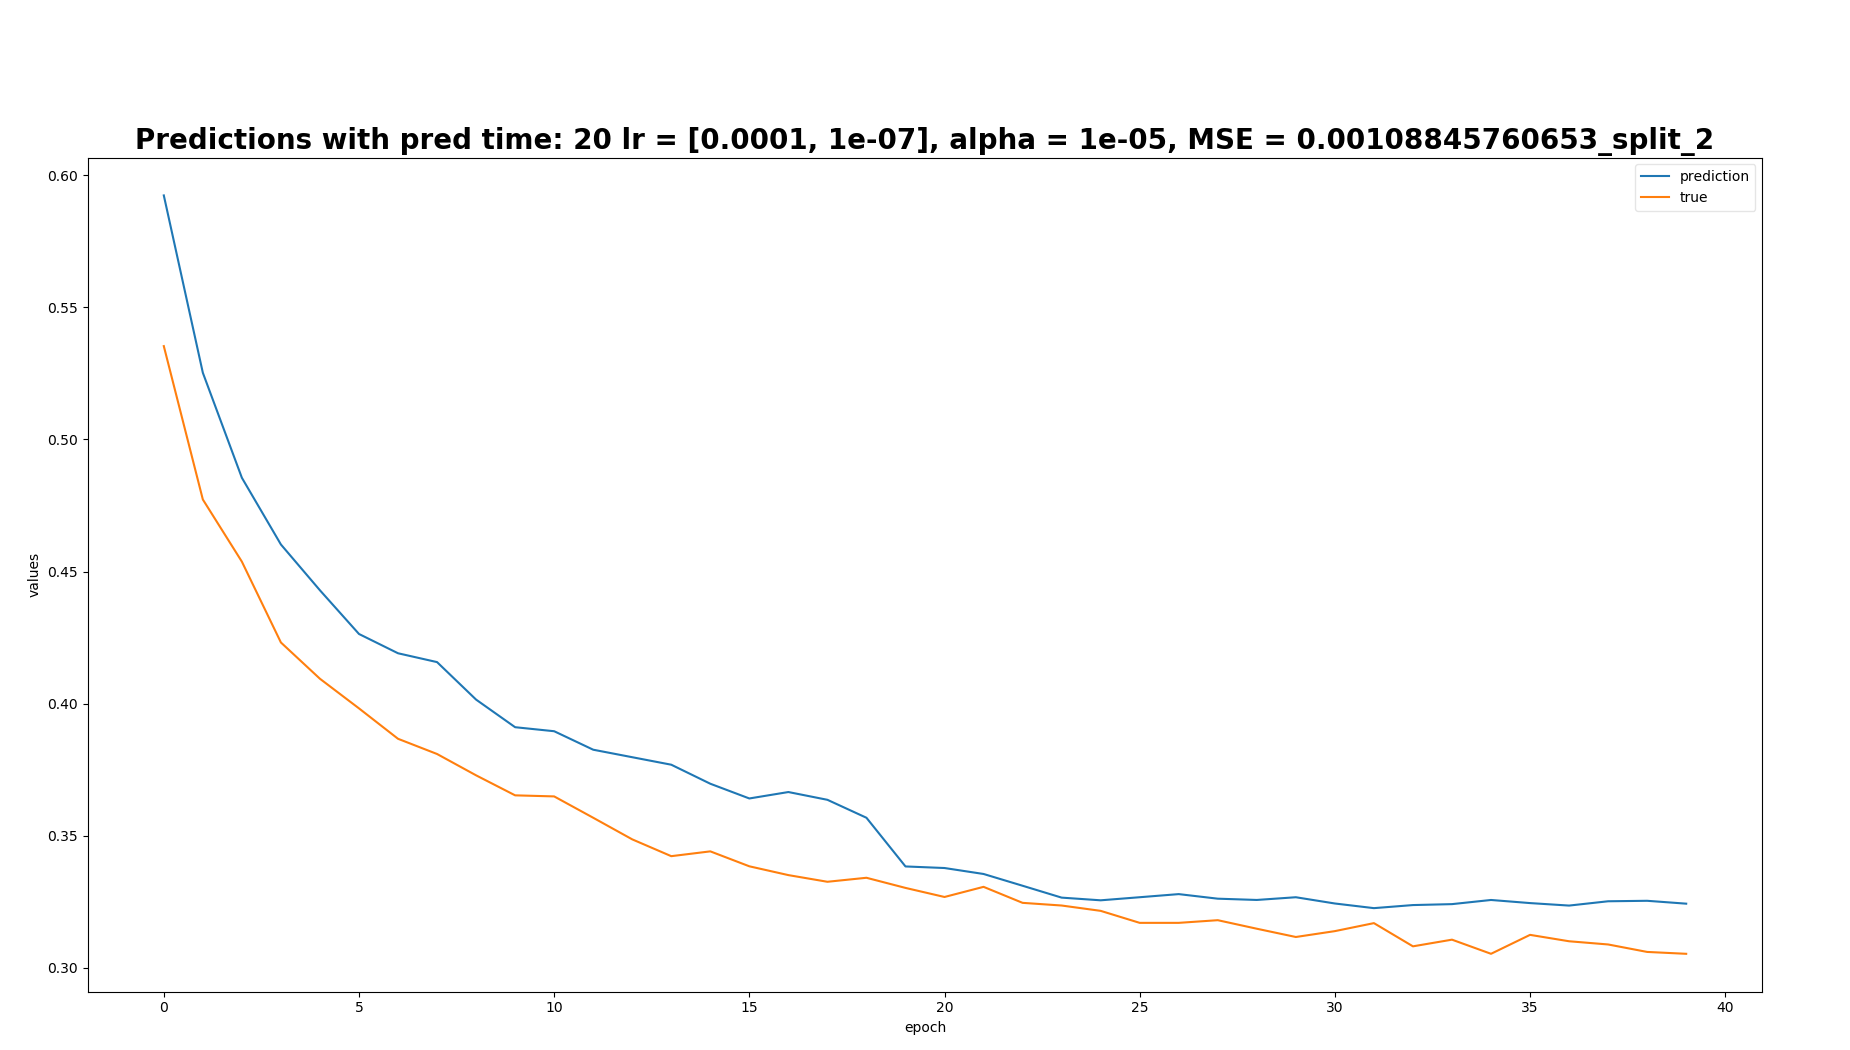 Predictions with pred time: 20 lr = [0.0001, 1e-07], alpha = 1e-05, MSE = 0.00108845760653_split_2
prediction
true
0.60
0.55
0.50
0.45
0.40
0.35
0.30
values
0 5 10 15 20 25 30 35 40
epoch